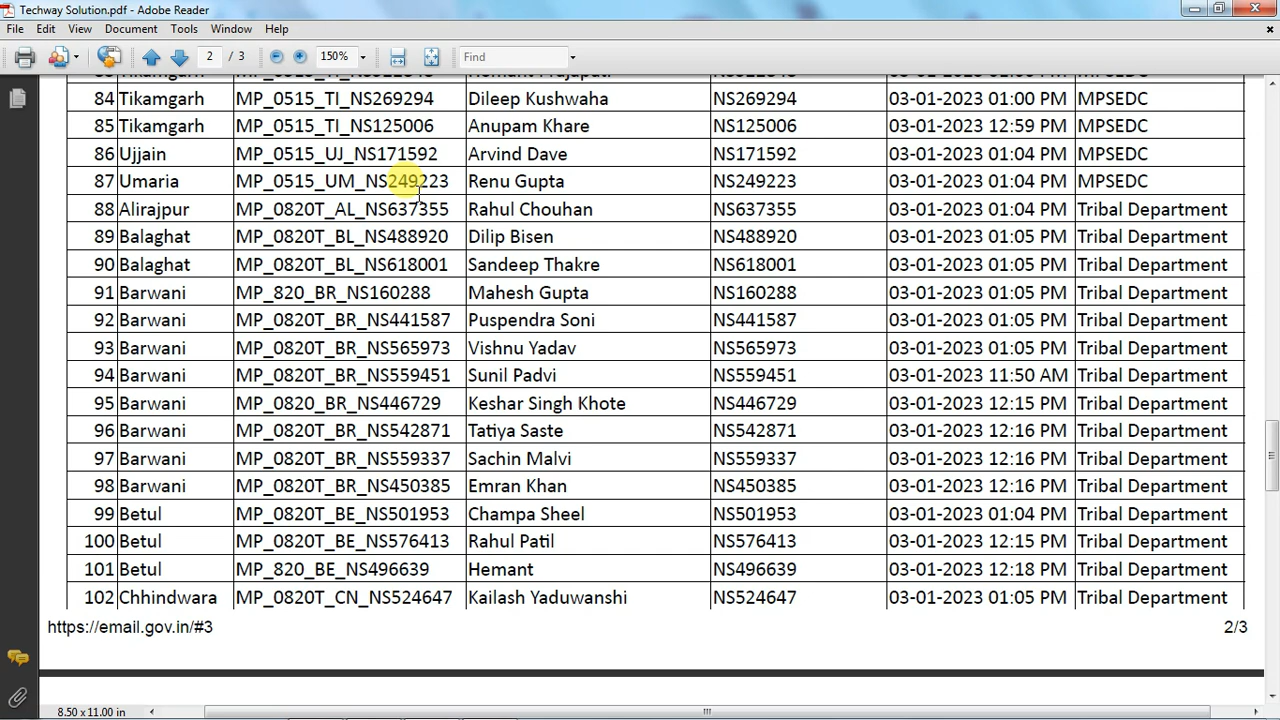 Techway Solution.pdf - Adobe Reader
File Edit View Document Tools Window Help
2 / 3 150% Find
84 Tikamgarh MP_0515_TI_NS269294 Dileep Kushwaha NS269294 03-01-2023 01:00 PM MPSEDC
85 Tikamgarh MP_0515_TI_NS125006 Anupam Khare NS125006 03-01-2023 12:59 PM MPSEDC
86 Ujjain MP_0515_UJ_NS171592 Arvind Dave NS171592 03-01-2023 01:04 PM MPSEDC
87 Umaria MP_0515_UM_NS249223 Renu Gupta NS249223 03-01-2023 01:04 PM MPSEDC
88 Alirajpur MP_0820T_AL_NS637355 Rahul Chouhan NS637355 03-01-2023 01:04 PM Tribal Department
89 Balaghat MP_0820T_BL_NS488920 Dilip Bisen NS488920 03-01-2023 01:05 PM Tribal Department
90 Balaghat MP_0820T_BL_NS618001 Sandeep Thakre NS618001 03-01-2023 01:05 PM Tribal Department
91 Barwani MP_820_BR_NS160288 Mahesh Gupta NS160288 03-01-2023 01:05 PM Tribal Department
92 Barwani MP_0820T_BR_NS441587 Puspendra Soni NS441587 03-01-2023 01:05 PM Tribal Department
93 Barwani MP_0820T_BR_NS565973 Vishnu Yadav NS565973 03-01-2023 01:05 PM Tribal Department
94 Barwani MP_0820T_BR_NS559451 Sunil Padvi NS559451 03-01-2023 11:50 AM Tribal Department
95 Barwani MP_0820_BR_NS446729 Keshar Singh Khote NS446729 03-01-2023 12:15 PM Tribal Department
96 Barwani MP_0820T_BR_NS542871 Tatiya Saste NS542871 03-01-2023 12:16 PM Tribal Department
97 Barwani MP_0820T_BR_NS559337 Sachin Malvi NS559337 03-01-2023 12:16 PM Tribal Department
98 Barwani MP_0820T_BR_NS450385 Emran Khan NS450385 03-01-2023 12:16 PM Tribal Department
99 Betul MP_0820T_BE_NS501953 Champa Sheel NS501953 03-01-2023 01:04 PM Tribal Department
100 Betul MP_0820T_BE_NS576413 Rahul Patil NS576413 03-01-2023 12:15 PM Tribal Department
101 Betul MP_820_BE_NS496639 Hemant NS496639 03-01-2023 12:18 PM Tribal Department
102 Chhindwara MP_0820T_CN_NS524647 Kailash Yaduwanshi NS524647 03-01-2023 01:05 PM Tribal Department
https://email.gov.in/#3 2/3
8.50 x 11.00 in